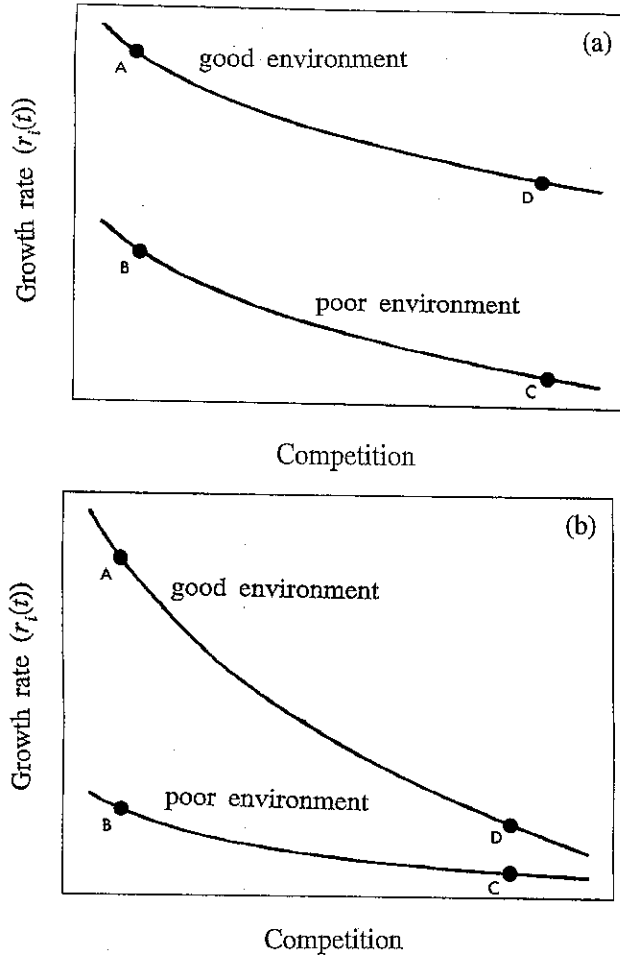 (a)
good environment
A
D
Growth rate (r_i(t))
B
poor environment
C
Competition
(b)
A
good environment
Growth rate (r_i(t))
poor environment
B
D
C
Competition